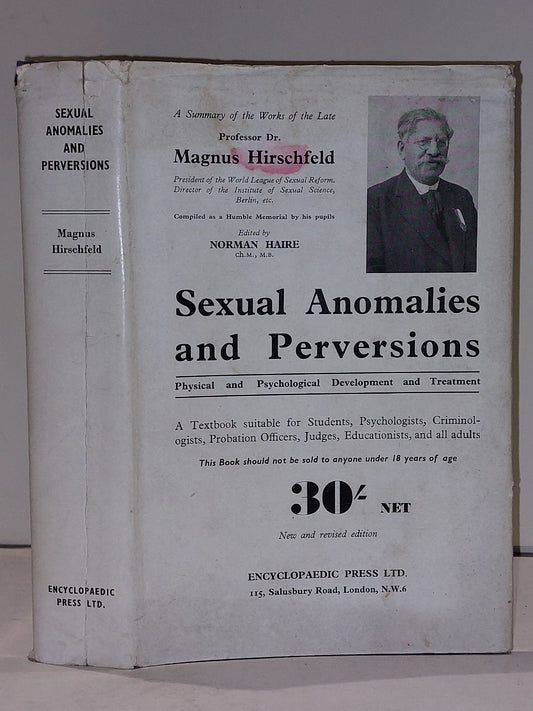 SEXUAL
ANOMALIES
AND
PERVERSIONS
Magnus
Hirschfeld
ENCYCLOPAEDIC
PRESS LTD.
A Summary of the Works of the Late
Professor Dr.
Magnus Hirschfeld
President of the World League of Sexual Reform.
Director of the Institute of Sexual Science,
Berlin, etc.
Compiled as a Humble Memorial by his pupils
Edited by
NORMAN HAIRE
Ch.M., M.B.
Sexual Anomalies
and Perversions
Physical and Psychological Development and Treatment
A Textbook suitable for Students, Psychologists, Criminol-
ogists, Probation Officers, Judges, Educationists, and all adults
This Book should not be sold to anyone under 18 years of age
30/- NET
New and revised edition
ENCYCLOPAEDIC PRESS LTD.
115, Salusbury Road, London, N.W.6